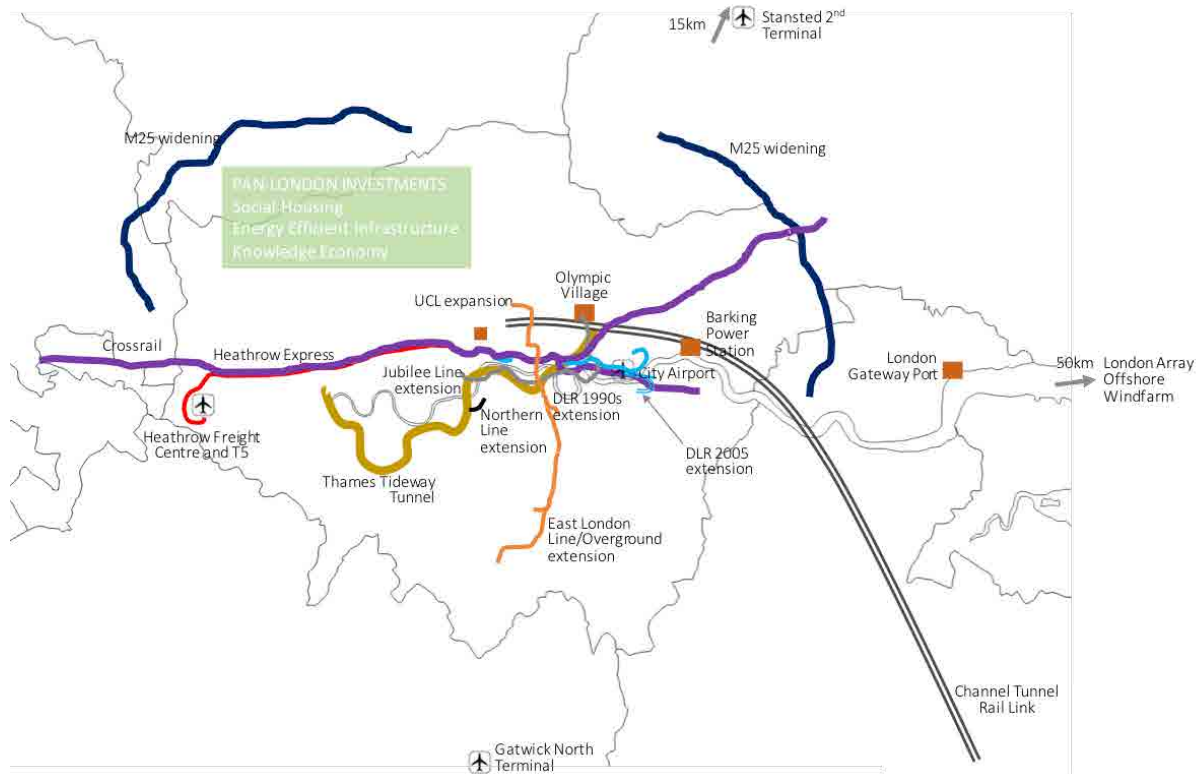 15km
Stansted 2nd
Terminal
M25 widening
M25 widening
PAN-LONDON INVESTMENTS
Social Housing
Energy Efficient Infrastructure
Knowledge Economy
Olympic
Village
UCL expansion
Barking
Power
Station
Crossrail
Heathrow Express
London
Gateway Port
50km
London Array
Offshore
Windfarm
Jubilee Line
extension
City Airport
DLR 1990s
extension
Northern
Line
extension
Heathrow Freight
Centre and T5
DLR 2005
extension
Thames Tideway
Tunnel
East London
Line/Overground
extension
Channel Tunnel
Rail Link
Gatwick North
Terminal